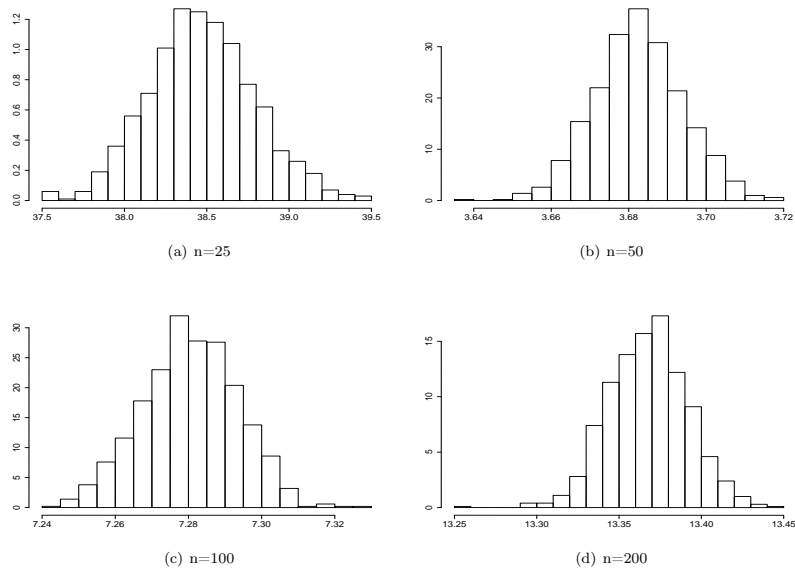 0.0 0.2 0.4 0.6 0.8 1.0 1.2
37.5 38.0 38.5 39.0 39.5
(a) n=25
0 10 20 30
3.64 3.66 3.68 3.70 3.72
(b) n=50
0 5 10 15 20 25 30
7.24 7.26 7.28 7.30 7.32
(c) n=100
0 5 10 15
13.25 13.30 13.35 13.40 13.45
(d) n=200